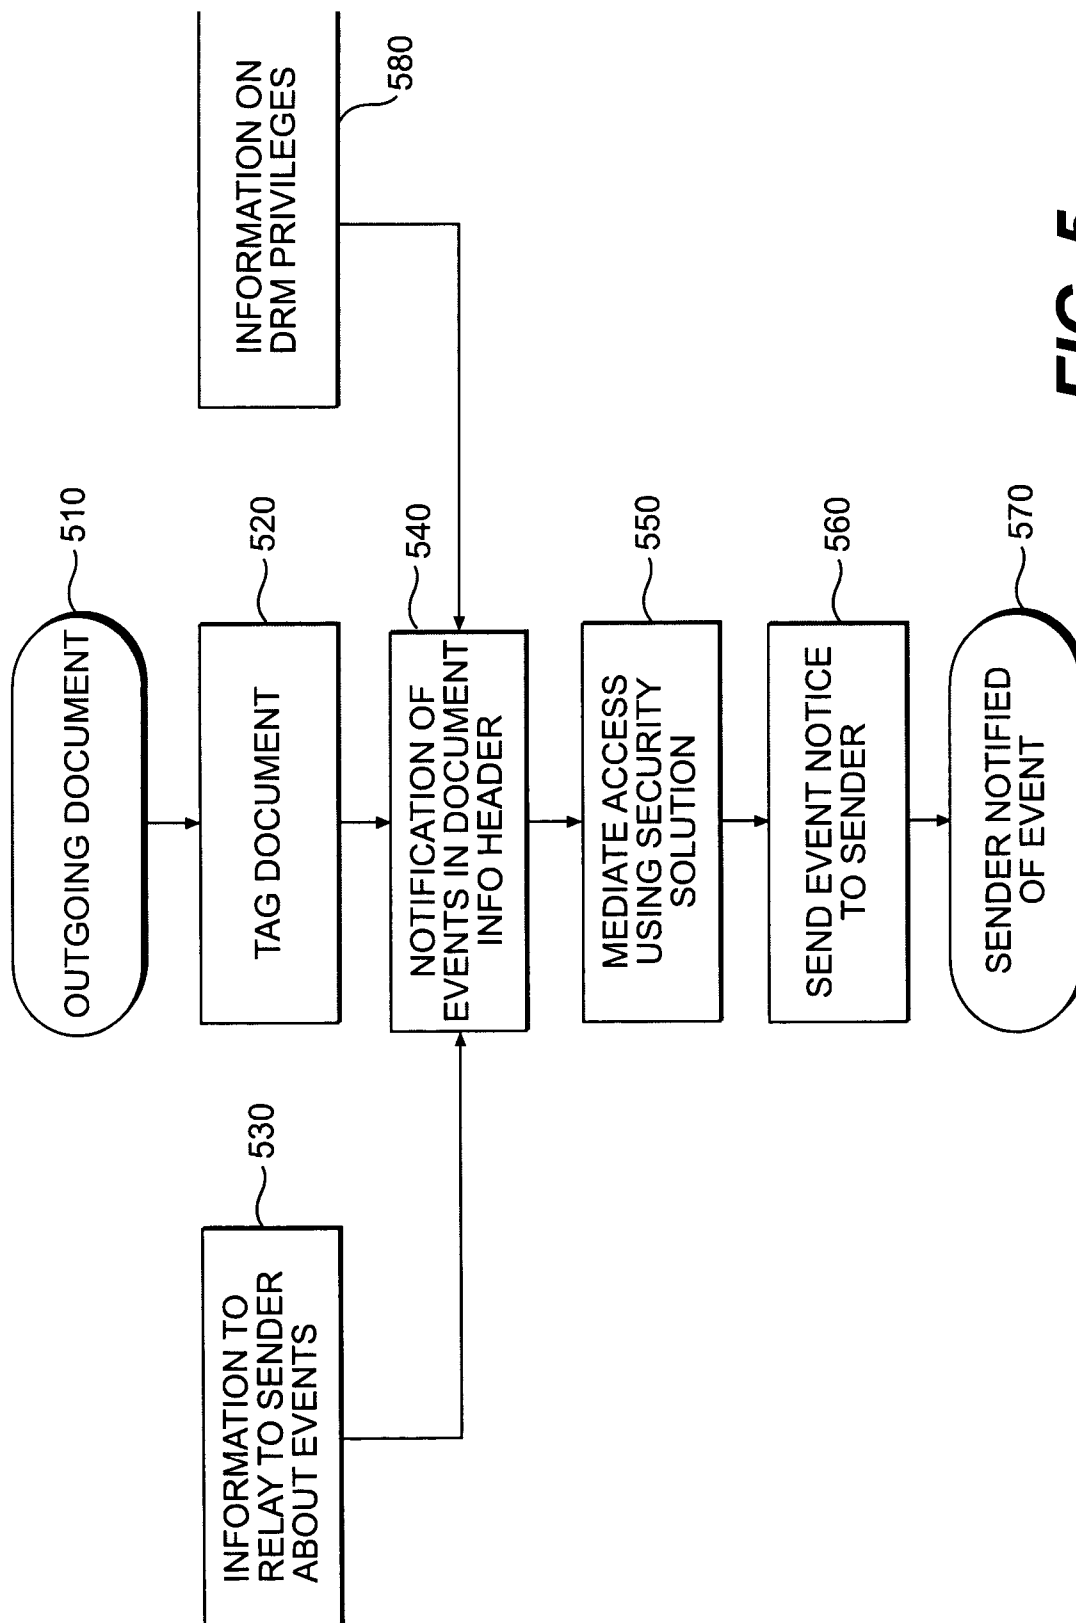 OUTGOING DOCUMENT
510
TAG DOCUMENT
520
INFORMATION TO
RELAY TO SENDER
ABOUT EVENTS
530
NOTIFICATION OF
EVENTS IN DOCUMENT
INFO HEADER
540
INFORMATION ON
DRM PRIVILEGES
580
MEDIATE ACCESS
USING SECURITY
SOLUTION
550
SEND EVENT NOTICE
TO SENDER
560
SENDER NOTIFIED
OF EVENT
570
FIG. 5